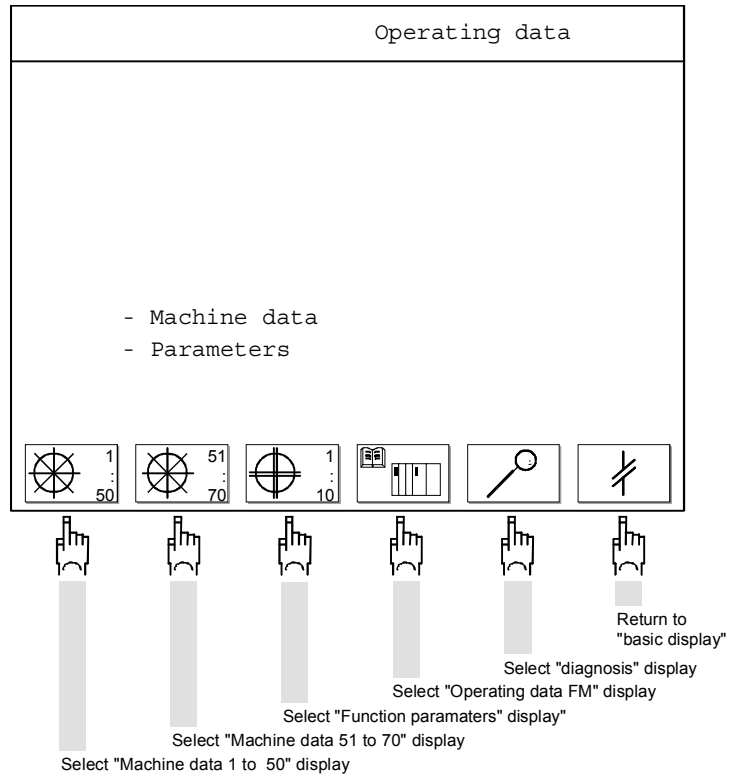 Operating data
- Machine data
- Parameters
1
:
50
51
:
70
1
:
10
Return to
"basic display"
Select "diagnosis" display
Select "Operating data FM" display
Select "Function paramaters" display"
Select "Machine data 51 to 70" display
Select "Machine data 1 to  50" display